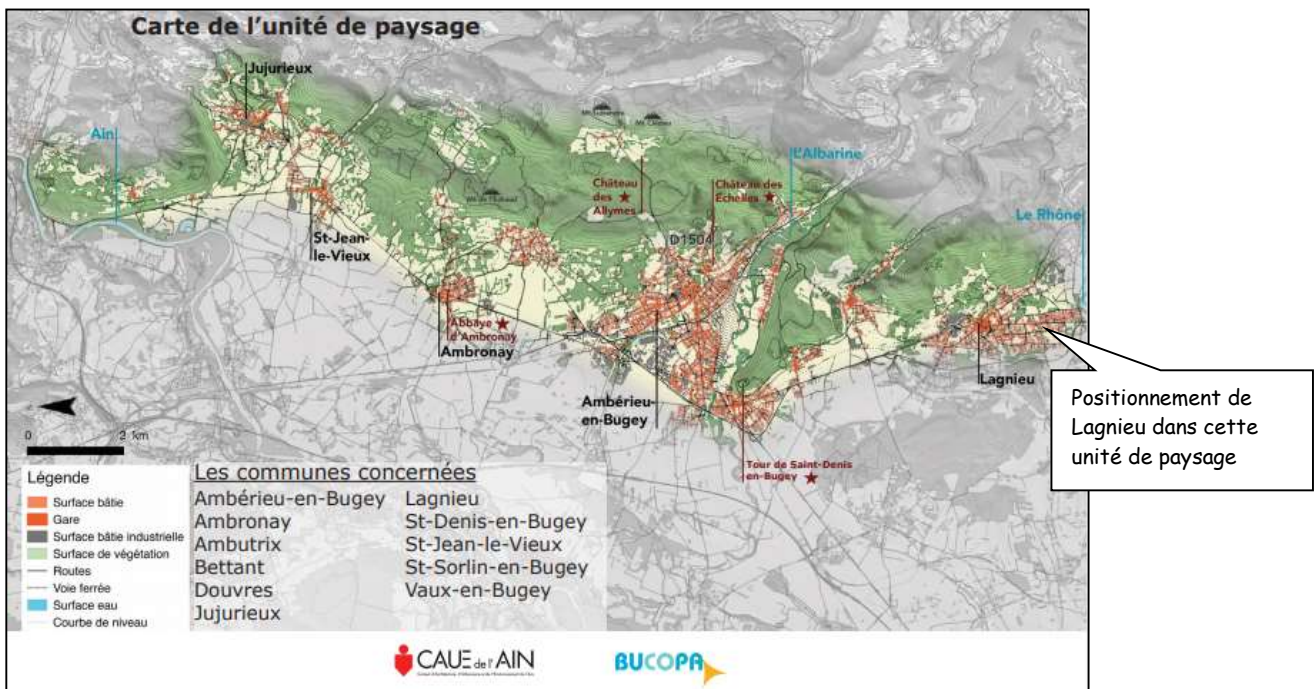 Carte de l'unité de paysage
Jujurieux
Ain
L'Albarine
Château
des
Allymes
Château des
Echelles
Le Rhône
D1504
St-Jean-
le-Vieux
Abbaye
d'Ambronay
Ambronay
Ambérieu-
en-Bugey
Lagnieu
Positionnement de
Lagnieu dans cette
unité de paysage
Tour de Saint-Denis
en-Bugey
0 2 km
Légende
Surface bâtie
Gare
Surface bâtie industrielle
Surface de végétation
Routes
Voie ferrée
Surface eau
Courbe de niveau
Les communes concernées
Ambérieu-en-Bugey
Ambronay
Ambutrix
Bettant
Douvres
Jujurieux
Lagnieu
St-Denis-en-Bugey
St-Jean-le-Vieux
St-Sorlin-en-Bugey
Vaux-en-Bugey
CAUE de l'AIN
BUCOPA